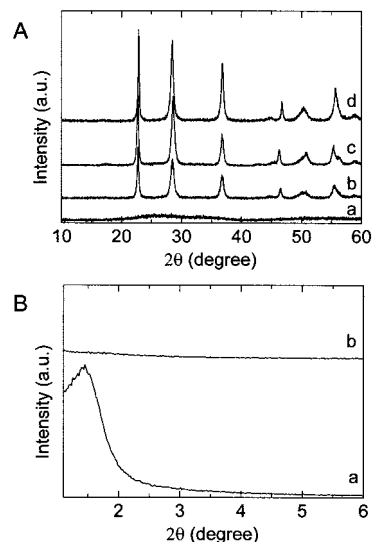 A
Intensity (a.u.)
d
c
b
a
10 20 30 40 50 60
2θ (degree)
B
Intensity (a.u.)
b
a
2 3 4 5 6
2θ (degree)